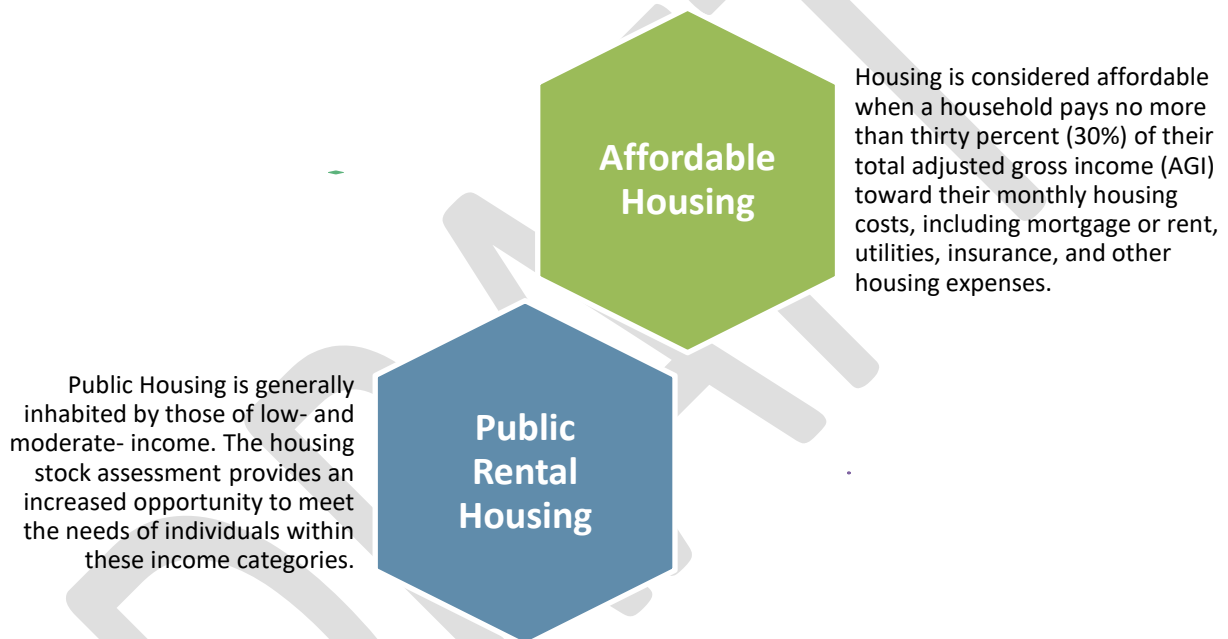 Affordable
Housing
Housing is considered affordable
when a household pays no more
than thirty percent (30%) of their
total adjusted gross income (AGI)
toward their monthly housing
costs, including mortgage or rent,
utilities, insurance, and other
housing expenses.
Public Housing is generally
inhabited by those of low- and
moderate- income. The housing
stock assessment provides an
increased opportunity to meet
the needs of individuals within
these income categories.
Public
Rental
Housing
DRAFT